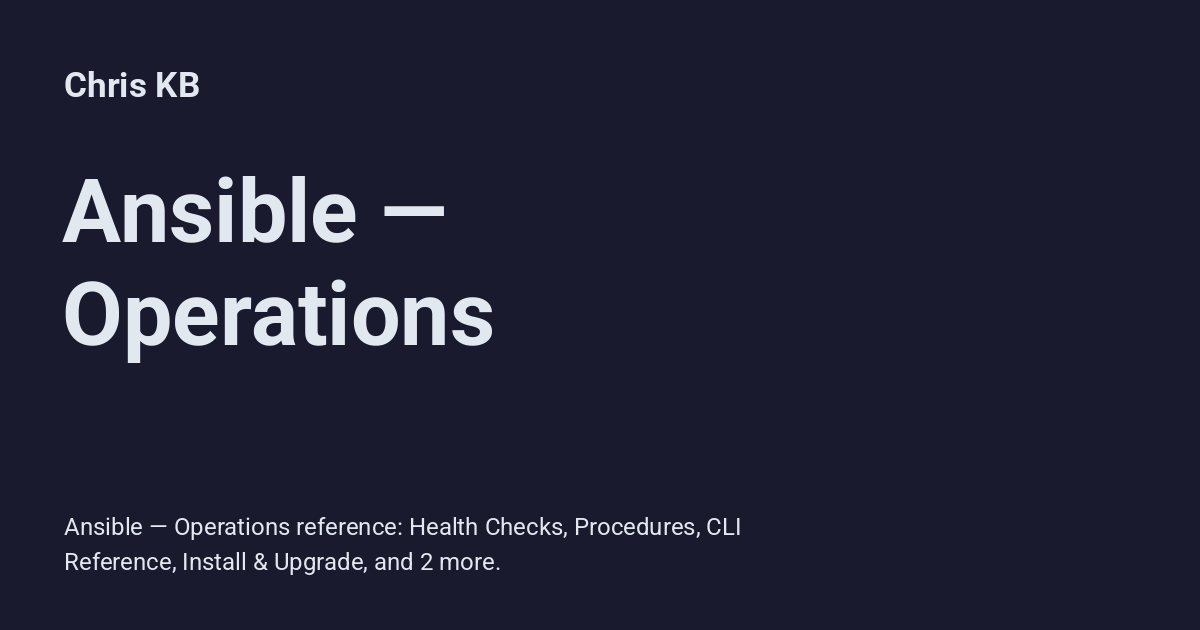 Chris KB
Ansible —
Operations
Ansible — Operations reference: Health Checks, Procedures, CLI
Reference, Install & Upgrade, and 2 more.